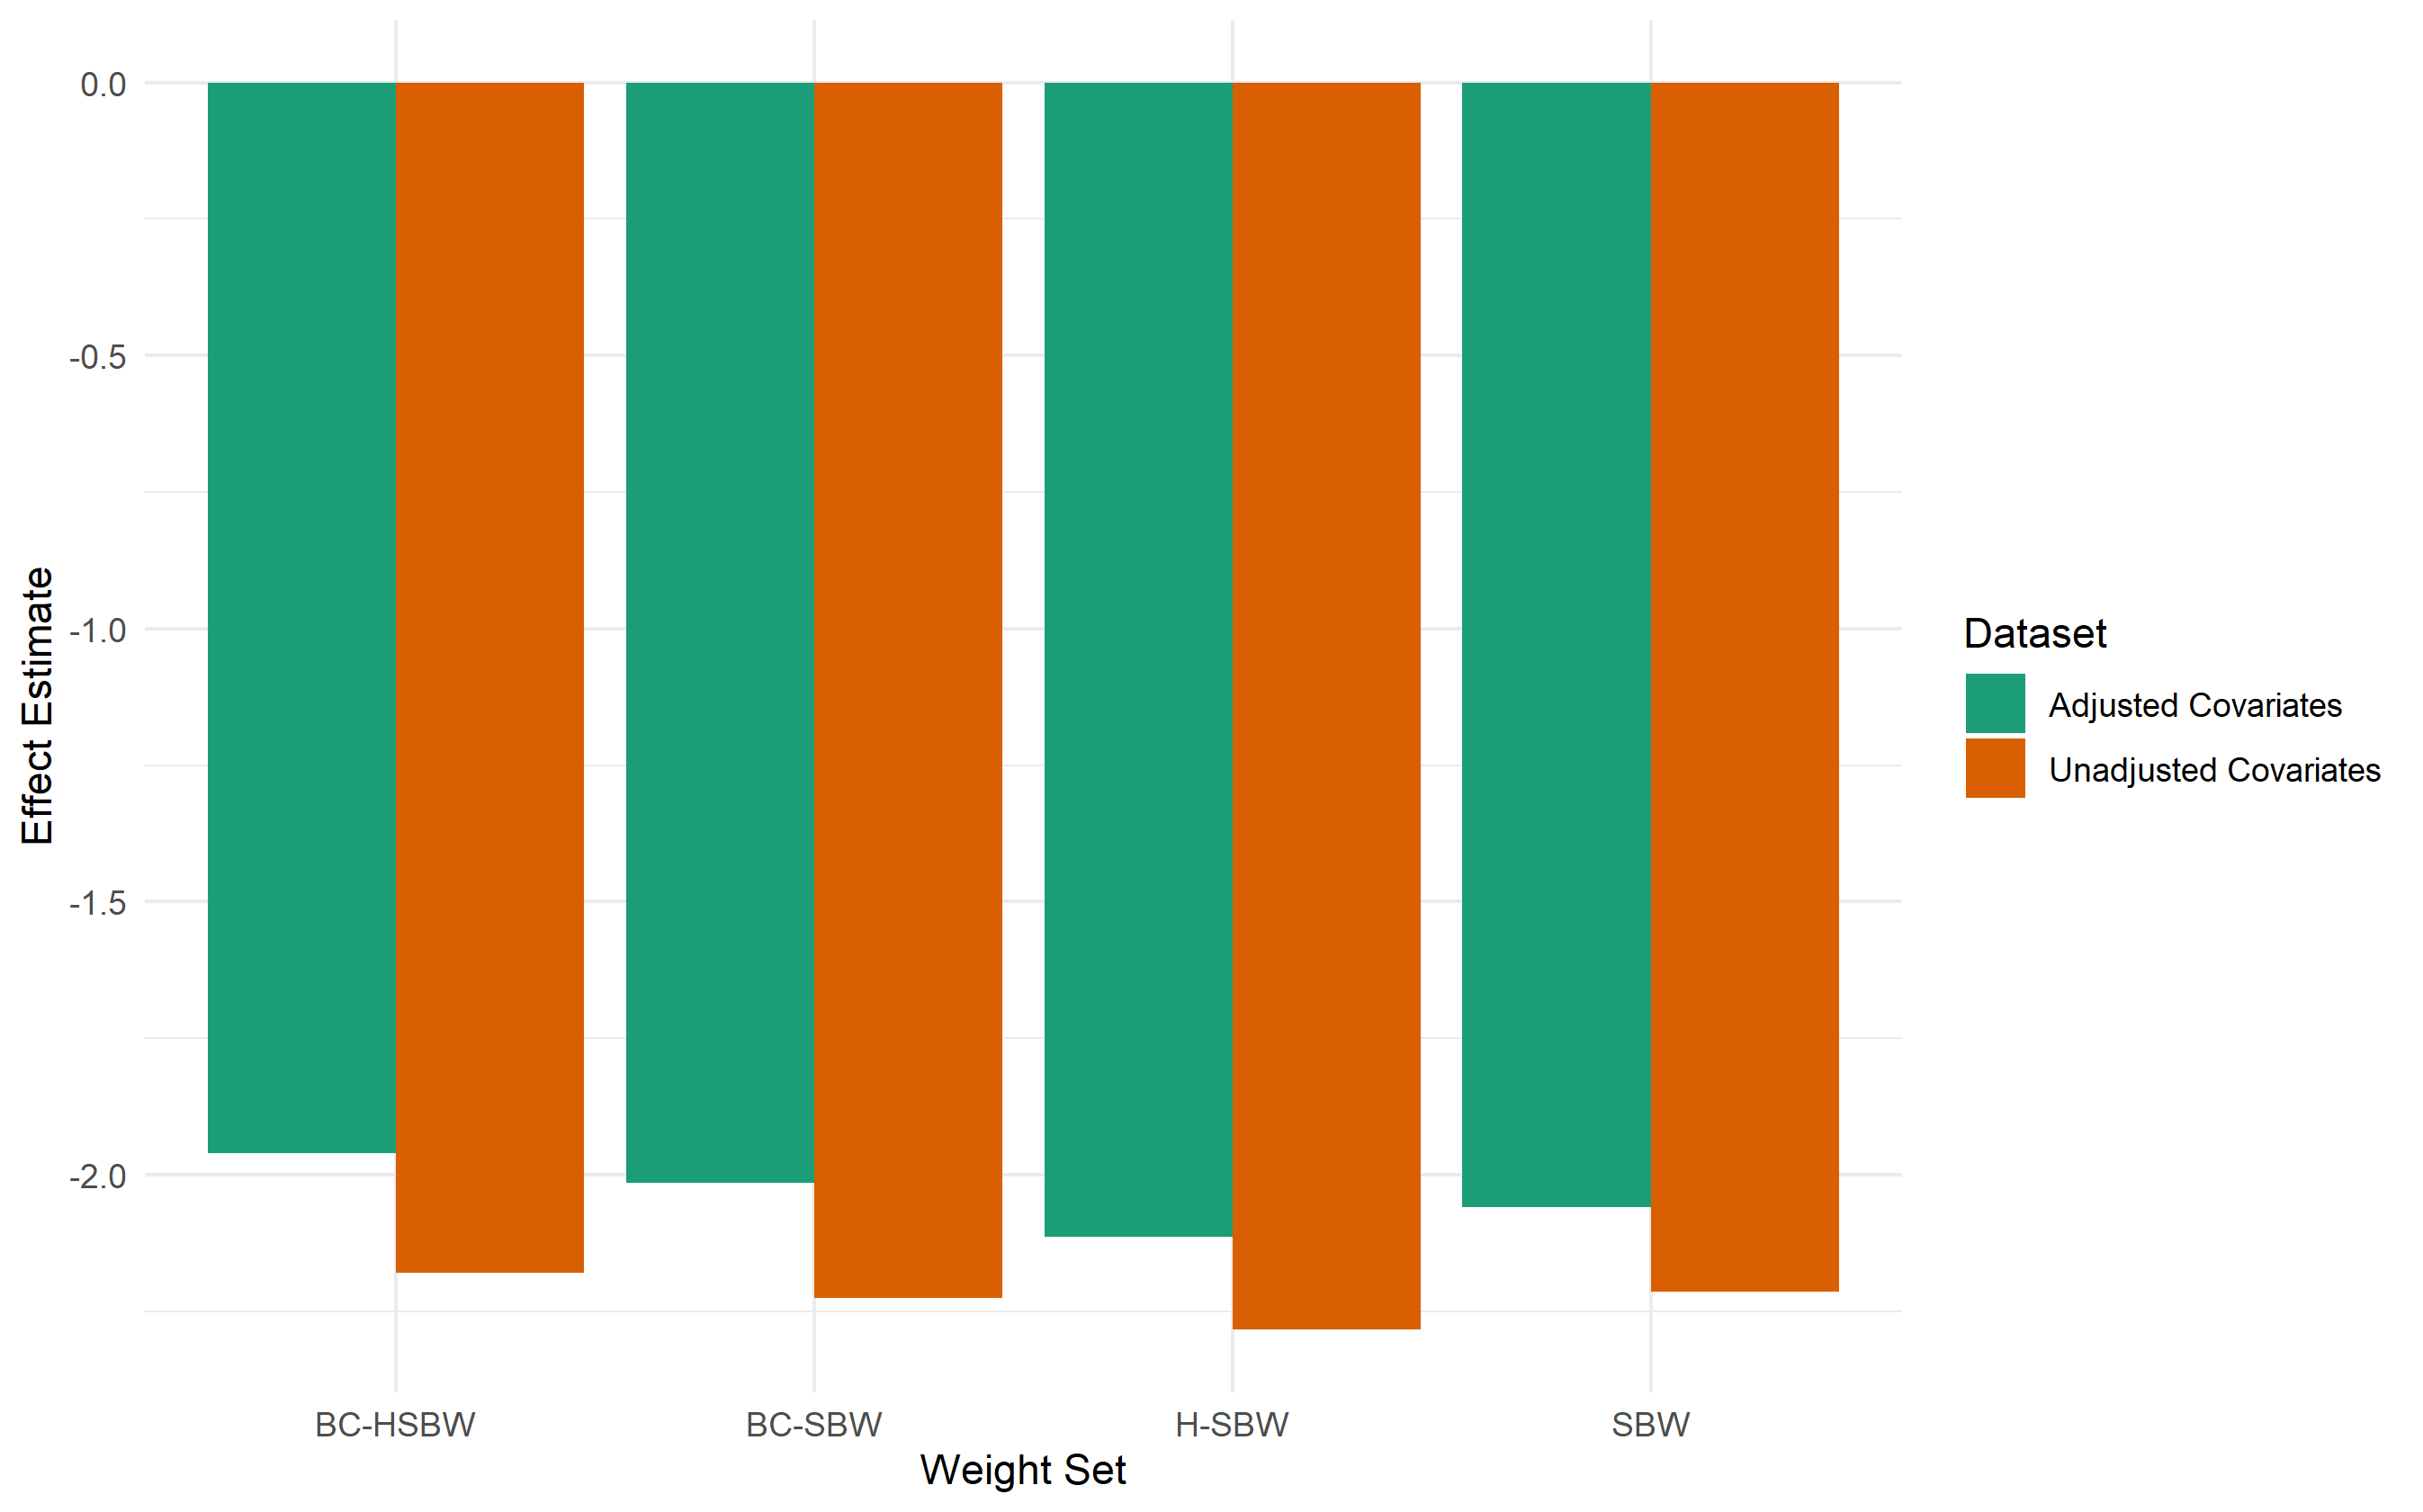 0.0
-0.5
-1.0
-1.5
-2.0
Effect Estimate
BC-HSBW
BC-SBW
H-SBW
SBW
Weight Set
Dataset
Adjusted Covariates
Unadjusted Covariates